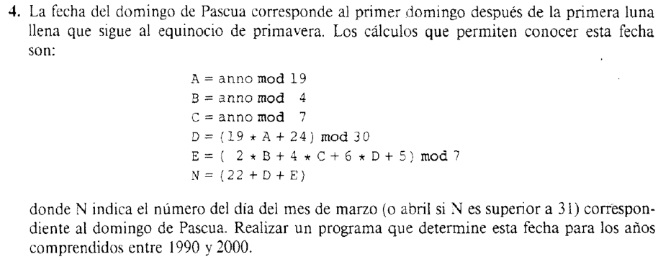 4. La fecha del domingo de Pascua corresponde al primer domingo después de la primera luna
llena que sigue al equinocio de primavera. Los cálculos que permiten conocer esta fecha
son:
A = anno mod 19
B = anno mod 4
C = anno mod 7
D = (19 * A + 24) mod 30
E = ( 2 * B + 4 * C + 6 * D + 5) mod 7
N = (22 + D + E)
donde N indica el número del día del mes de marzo (o abril si N es superior a 31) correspon-
diente al domingo de Pascua. Realizar un programa que determine esta fecha para los años
comprendidos entre 1990 y 2000.